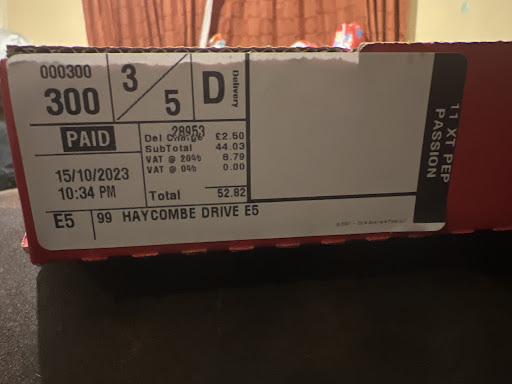 000300
300
3/5
D
Delivery
PAID
28953
Del Charge £2.50
SubTotal 44.03
VAT @ 20% 8.79
VAT @ 0% 0.00
15/10/2023
10:34 PM
Total 52.82
E5
99 HAYCOMBE DRIVE E5
11 XT PEP
PASSION